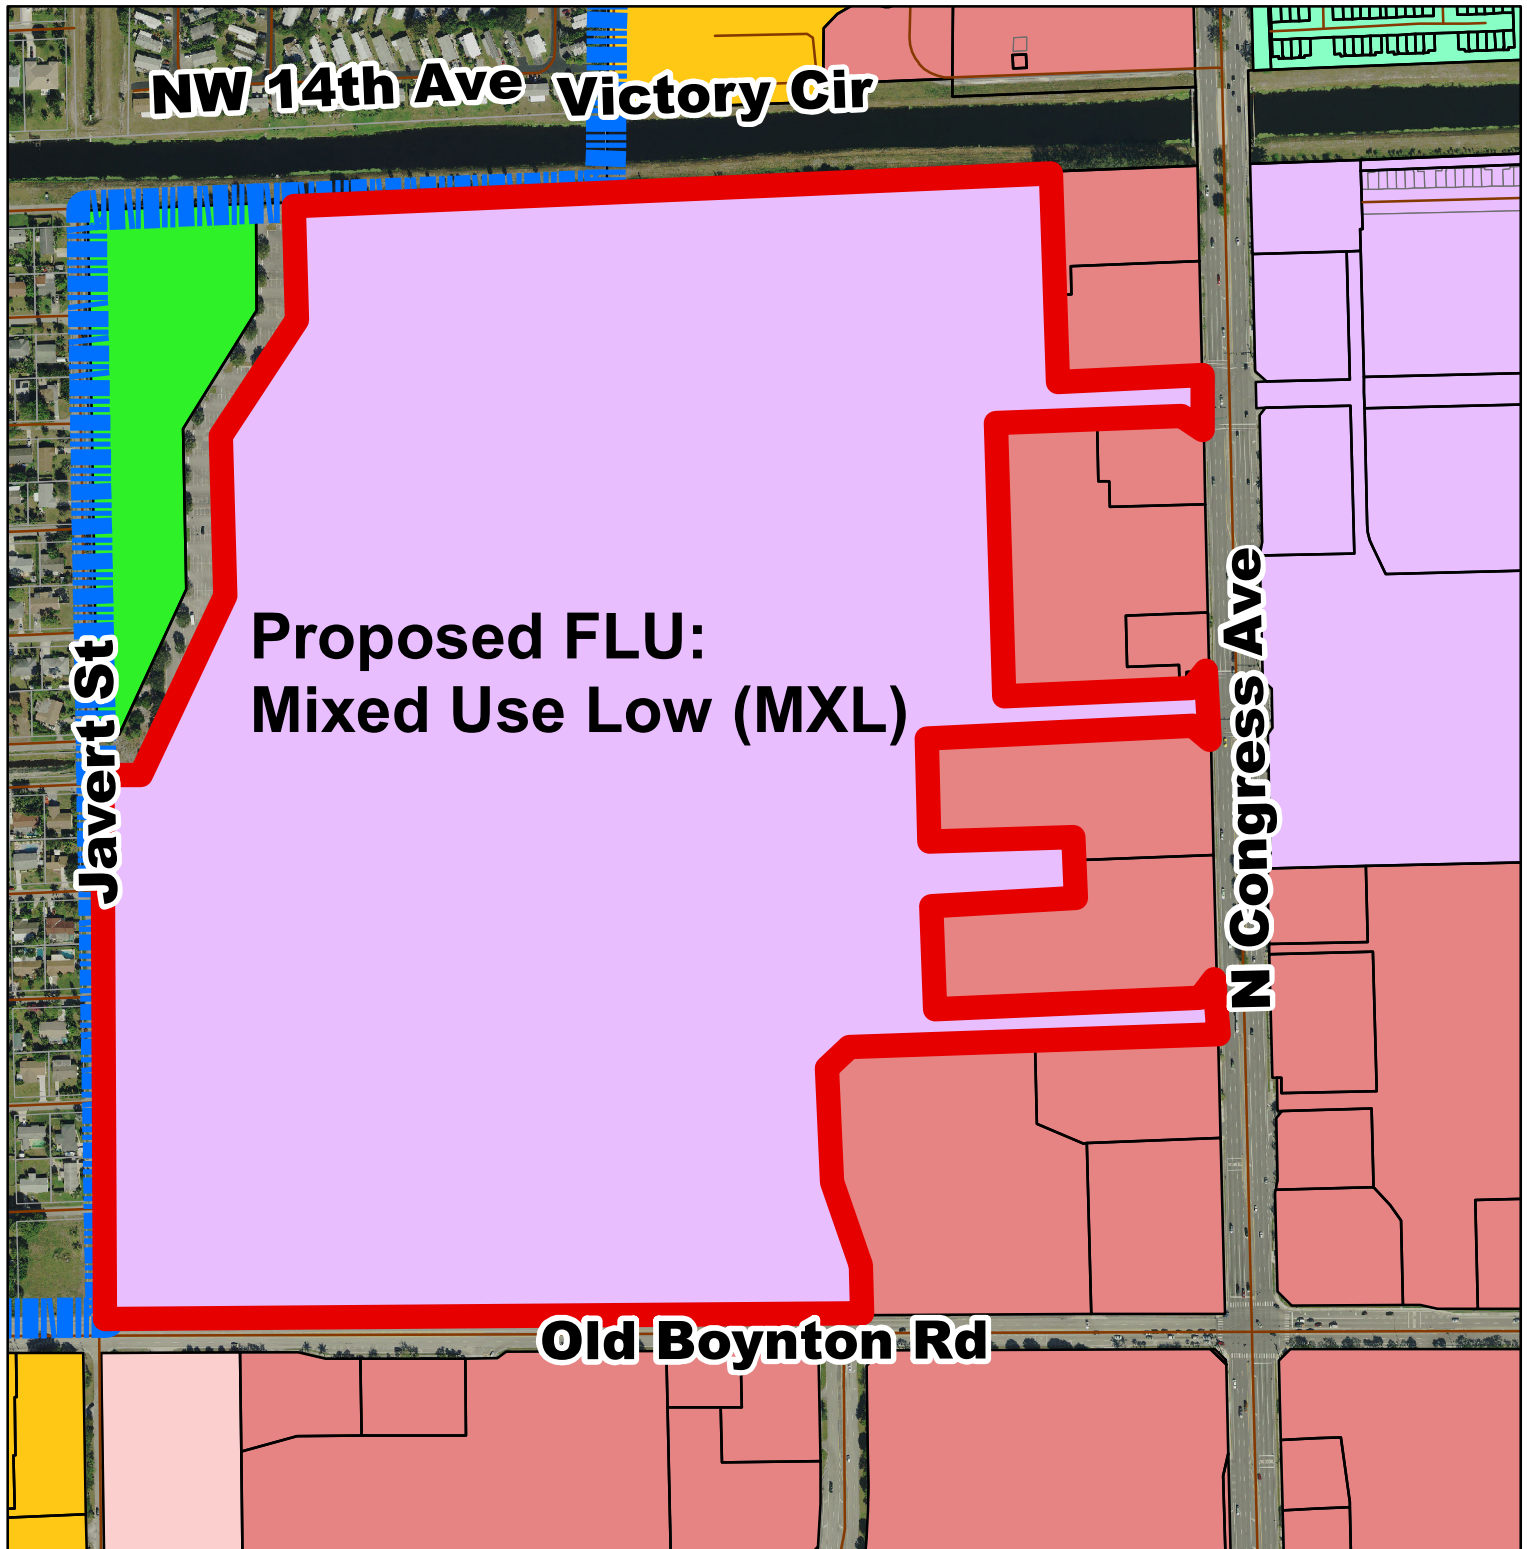 NW 14th Ave
Victory Cir
Proposed FLU:
Mixed Use Low (MXL)
Javert St
N Congress Ave
Old Boynton Rd